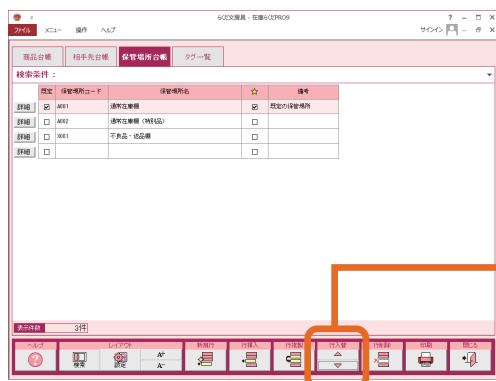 らくだ文房具 - 在庫らくだPRO9
ファイル メニュー 操作 ヘルプ サインイン
商品台帳 相手先台帳 保管場所台帳 タグ一覧
検索条件：
既定 保管場所コード 保管場所名 ☆ 備考
詳細 ☑ A001 通常在庫棚 ☑ 既定の保管場所
詳細 □ A002 通常在庫棚（特別品） □
詳細 □ X001 不良品・返品棚 □
詳細 □ □
表示件数 3件
ヘルプ レイアウト 新規行 行挿入 行複製 行入替 行削除 印刷 閉じる
検索 設定 A+
A-